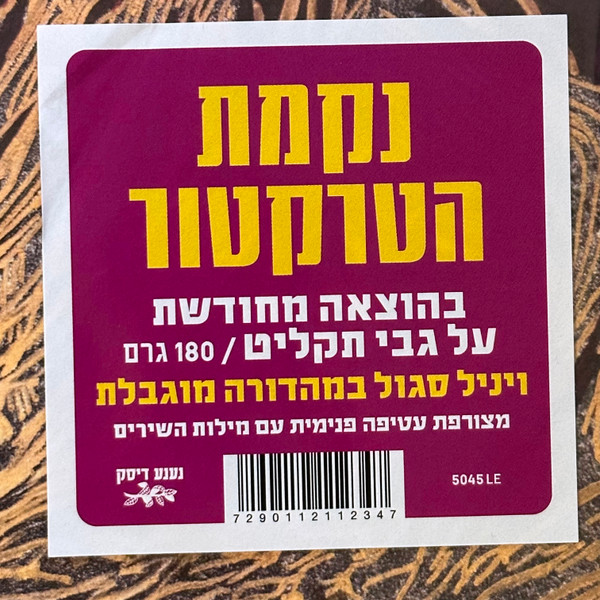 נקמת
הטרקטור
בהוצאה מחודשת
על גבי תקליט / 180 גרם
ויניל סגול במהדורה מוגבלת
מצורפת עטיפה פנימית עם מילות השירים
נענע דיסק
5045 LE
7290112112347